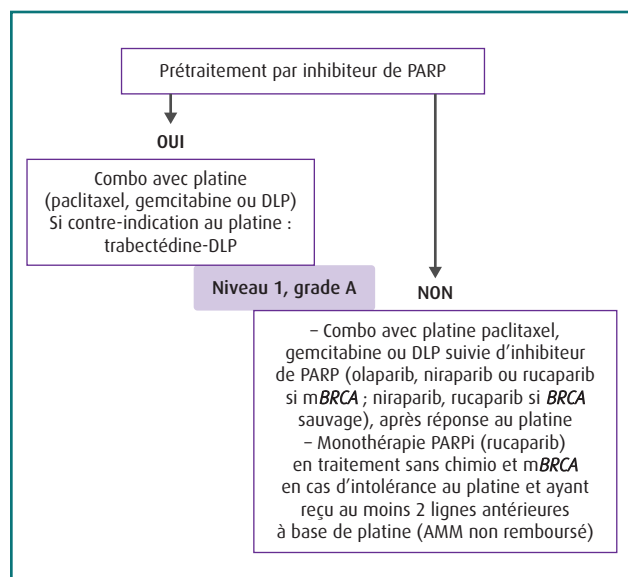 Prétraitement par inhibiteur de PARP
OUI
Combo avec platine
(paclitaxel, gemcitabine ou DLP)
Si contre-indication au platine :
trabectédine-DLP
Niveau 1, grade A
NON
– Combo avec platine paclitaxel,
gemcitabine ou DLP suivie d’inhibiteur
de PARP (olaparib, niraparib ou rucaparib
si mBRCA ; niraparib, rucaparib si BRCA
sauvage), après réponse au platine
– Monothérapie PARPi (rucaparib)
en traitement sans chimio et mBRCA
en cas d’intolérance au platine et ayant
reçu au moins 2 lignes antérieures
à base de platine (AMM non remboursé)